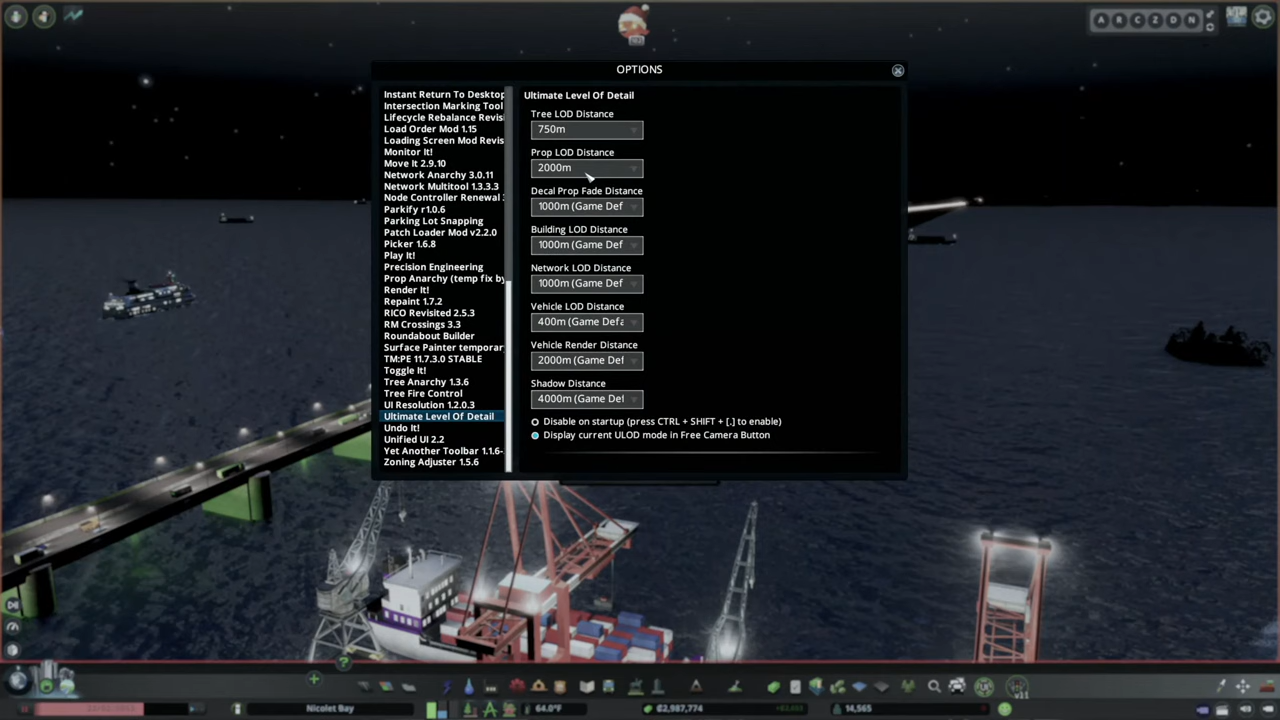 A R C Z D N
OPTIONS
Instant Return To Desktop
Intersection Marking Tool
Lifecycle Rebalance Revis
Load Order Mod 1.15
Loading Screen Mod Revis
Monitor It!
Move It 2.9.10
Network Anarchy 3.0.11
Network Multitool 1.3.3.3
Node Controller Renewal 3
Parkify r1.0.6
Parking Lot Snapping
Patch Loader Mod v2.2.0
Picker 1.6.8
Play It!
Precision Engineering
Prop Anarchy (temp fix by
Render It!
Repaint 1.7.2
RICO Revisited 2.5.3
RM Crossings 3.3
Roundabout Builder
Surface Painter temporar
TM:PE 11.7.3.0 STABLE
Toggle It!
Tree Anarchy 1.3.6
Tree Fire Control
UI Resolution 1.2.0.3
Ultimate Level Of Detail
Undo It!
Unified UI 2.2
Yet Another Toolbar 1.1.6-
Zoning Adjuster 1.5.6
Ultimate Level Of Detail
Tree LOD Distance
750m
Prop LOD Distance
2000m
Decal Prop Fade Distance
1000m (Game Def
Building LOD Distance
1000m (Game Def
Network LOD Distance
1000m (Game Def
Vehicle LOD Distance
400m (Game Defa
Vehicle Render Distance
2000m (Game Def
Shadow Distance
4000m (Game Def
Disable on startup (press CTRL + SHIFT + [.] to enable)
Display current ULOD mode in Free Camera Button
Nicolet Bay
64.0°F
₡2,987,774
14,565